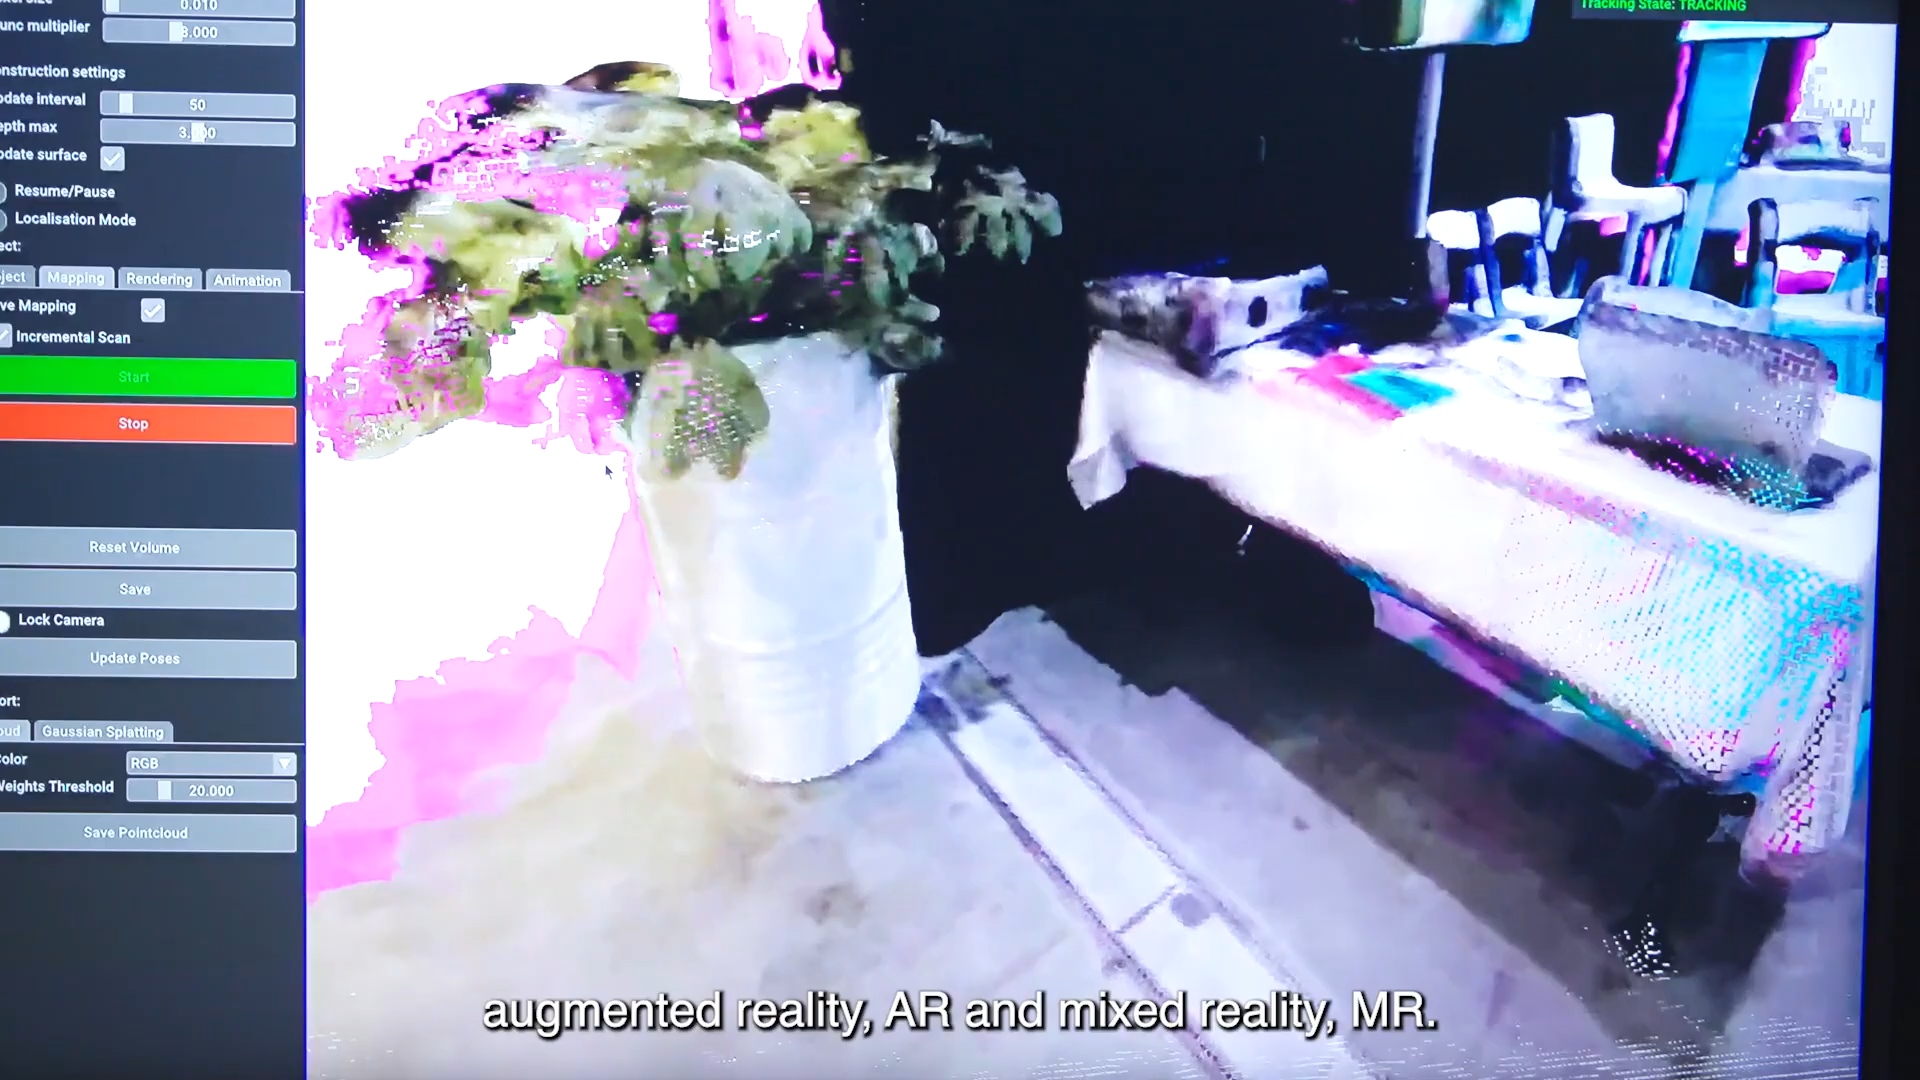 0.010
unc multiplier 8.000
nstruction settings
pdate interval 50
epth max
pdate surface
Resume/Pause
Localisation Mode
ect:
ject Mapping Rendering Animation
ve Mapping
Incremental Scan
Start
Stop
Reset Volume
Save
Lock Camera
Update Poses
ort:
oud Gaussian Splatting
Color RGB
Weights Threshold 20.000
Save Pointcloud
Tracking State: TRACKING
augmented reality, AR and mixed reality, MR.